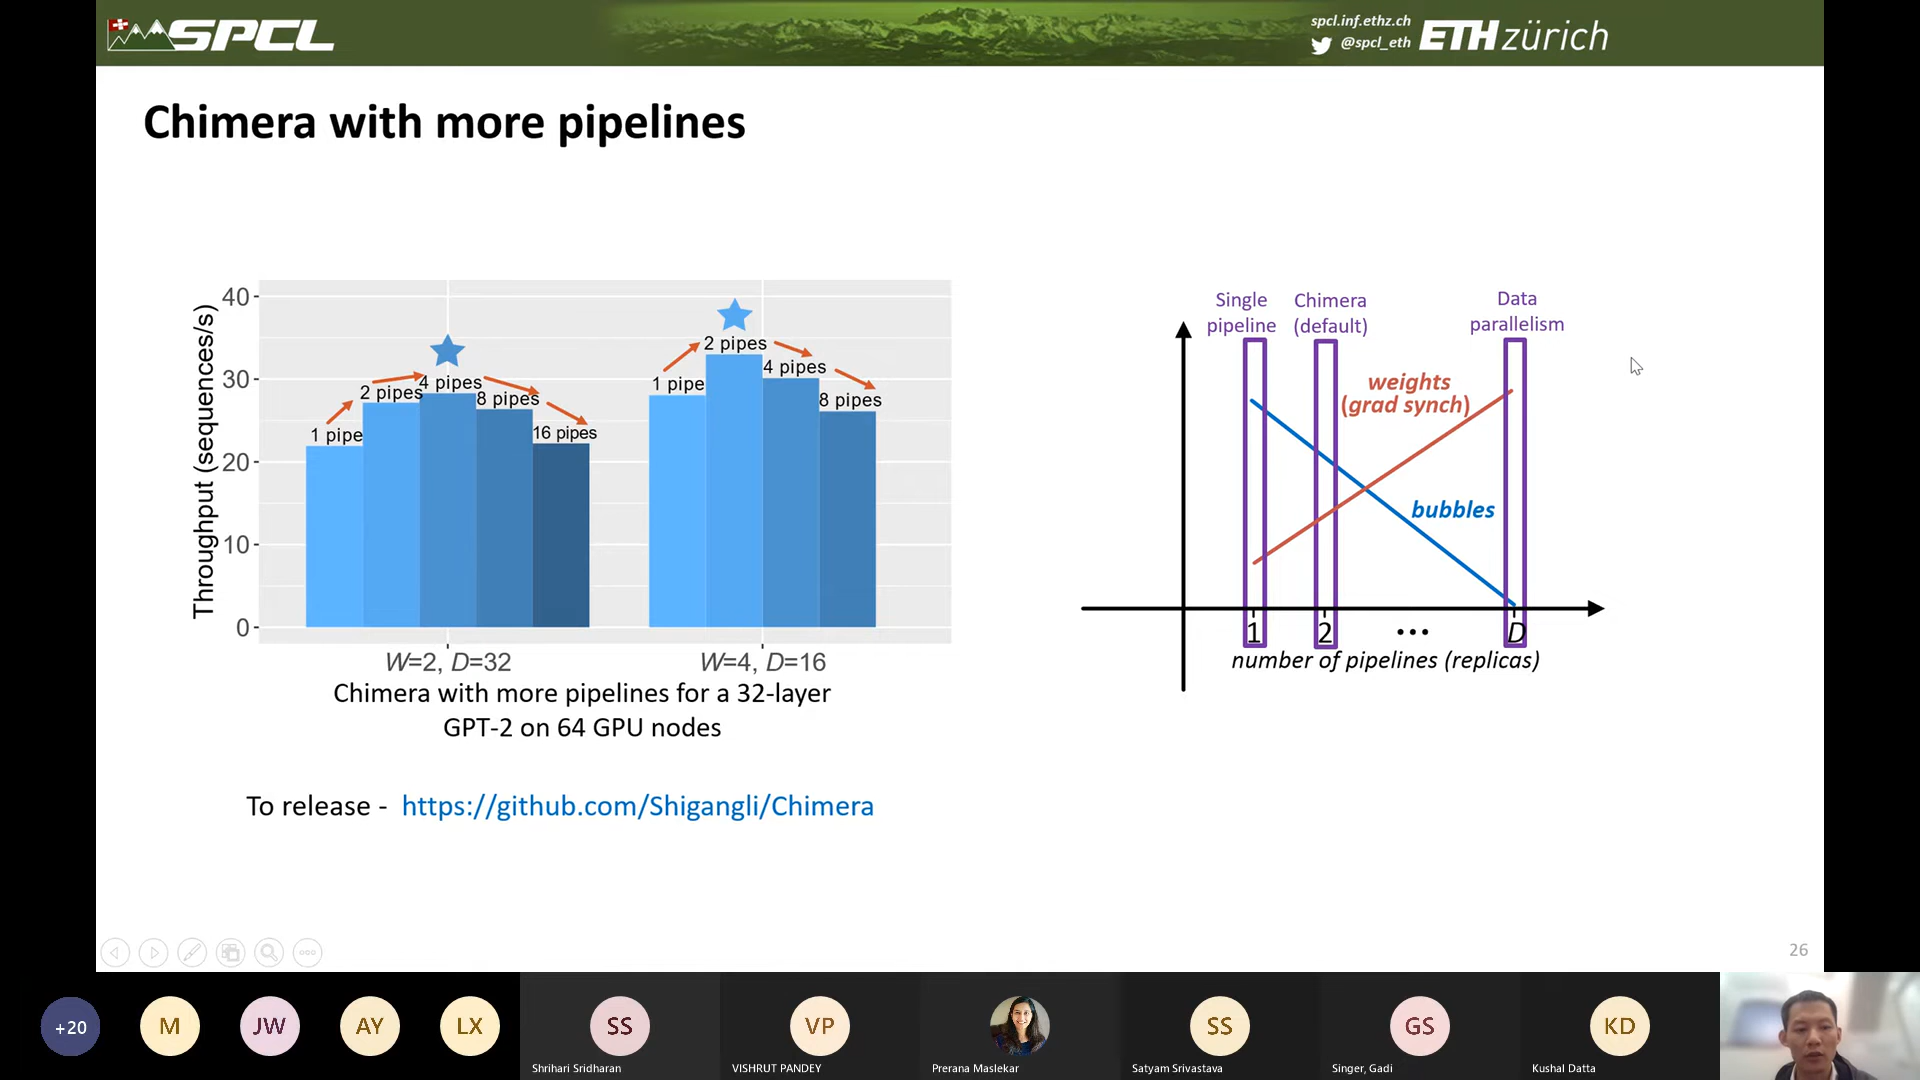 SPCL
spcl.inf.ethz.ch
@spcl_eth
ETH zürich
Chimera with more pipelines
Throughput (sequences/s)
40
30
20
10
0
1 pipe
2 pipes
4 pipes
8 pipes
16 pipes
1 pipe
2 pipes
4 pipes
8 pipes
W=2, D=32
W=4, D=16
Chimera with more pipelines for a 32-layer
GPT-2 on 64 GPU nodes
Single
pipeline
Chimera
(default)
Data
parallelism
weights
(grad synch)
bubbles
1
2
...
D
number of pipelines (replicas)
To release - https://github.com/Shigangli/Chimera
26
+20
M
JW
AY
LX
SS
Shrihari Sridharan
VP
VISHRUT PANDEY
Prerana Maslekar
SS
Satyam Srivastava
GS
Singer, Gadi
KD
Kushal Datta